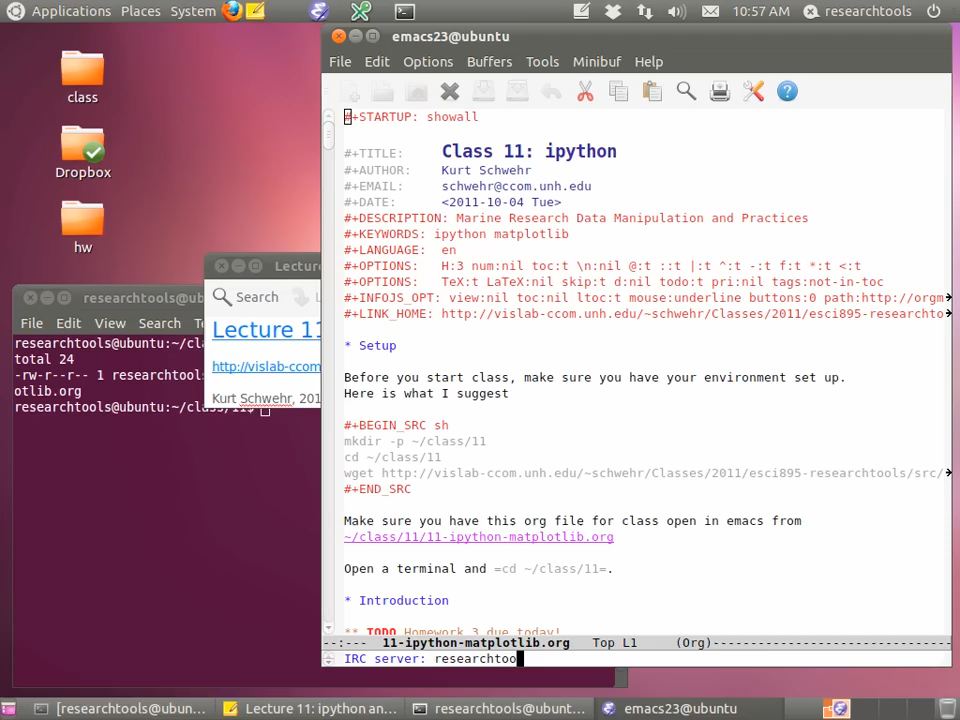 Applications Places System 10:57 AM researchtools
class
Dropbox
hw
emacs23@ubuntu
File Edit Options Buffers Tools Minibuf Help
#+STARTUP: showall
#+TITLE: Class 11: ipython
#+AUTHOR: Kurt Schwehr
#+EMAIL: schwehr@ccom.unh.edu
#+DATE: <2011-10-04 Tue>
#+DESCRIPTION: Marine Research Data Manipulation and Practices
#+KEYWORDS: ipython matplotlib
#+LANGUAGE: en
#+OPTIONS: H:3 num:nil toc:t \n:nil @:t ::t |:t ^:t -:t f:t *:t <:t
#+OPTIONS: TeX:t LaTeX:nil skip:t d:nil todo:t pri:nil tags:not-in-toc
#+INFOJS_OPT: view:nil toc:nil ltoc:t mouse:underline buttons:0 path:http://orgm
#+LINK_HOME: http://vislab-ccom.unh.edu/~schwehr/Classes/2011/esci895-researchto
* Setup
Before you start class, make sure you have your environment set up.
Here is what I suggest
#+BEGIN_SRC sh
mkdir -p ~/class/11
cd ~/class/11
wget http://vislab-ccom.unh.edu/~schwehr/Classes/2011/esci895-researchtools/src/
#+END_SRC
Make sure you have this org file for class open in emacs from
~/class/11/11-ipython-matplotlib.org
Open a terminal and =cd ~/class/11=.
* Introduction
** TODO Homework 3 due today!
--:--- 11-ipython-matplotlib.org Top L1 (Org)
IRC server: researchtoo
Lectur
Search
Lecture 11
http://vislab-ccom
Kurt Schwehr, 201
researchtools@ubu
File Edit View Search Te
researchtools@ubuntu:~/cla
total 24
-rw-r--r-- 1 researchtools
otlib.org
researchtools@ubuntu:~/class/11$
[researchtools@ubun... Lecture 11: ipython an... researchtools@ubunt... emacs23@ubuntu